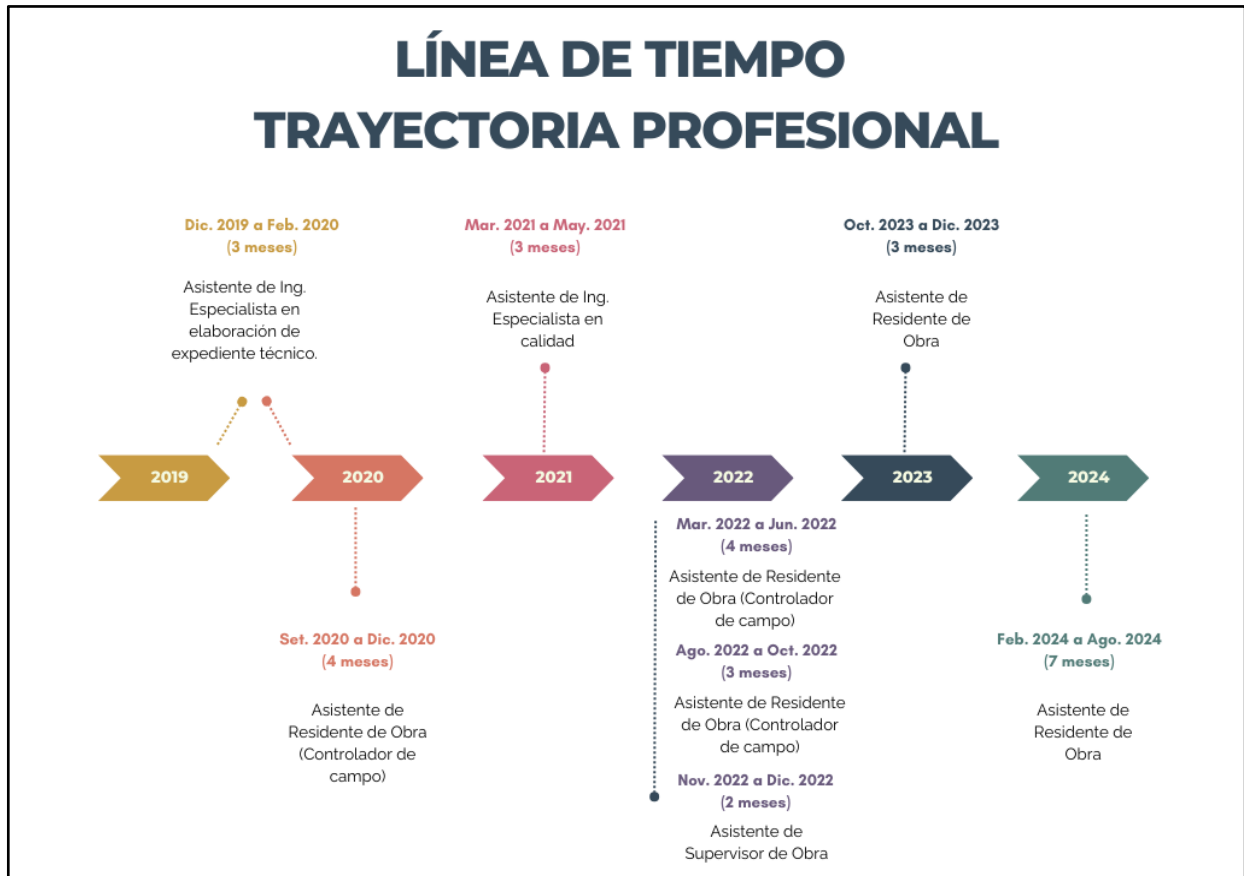 LÍNEA DE TIEMPO
TRAYECTORIA PROFESIONAL
Dic. 2019 a Feb. 2020
(3 meses)
Asistente de Ing.
Especialista en
elaboración de
expediente técnico.
Mar. 2021 a May. 2021
(3 meses)
Asistente de Ing.
Especialista en
calidad
Oct. 2023 a Dic. 2023
(3 meses)
Asistente de
Residente de
Obra
2019
2020
2021
2022
2023
2024
Set. 2020 a Dic. 2020
(4 meses)
Asistente de
Residente de Obra
(Controlador de
campo)
Mar. 2022 a Jun. 2022
(4 meses)
Asistente de Residente
de Obra (Controlador
de campo)
Ago. 2022 a Oct. 2022
(3 meses)
Asistente de Residente
de Obra (Controlador
de campo)
Nov. 2022 a Dic. 2022
(2 meses)
Asistente de
Supervisor de Obra
Feb. 2024 a Ago. 2024
(7 meses)
Asistente de
Residente de
Obra